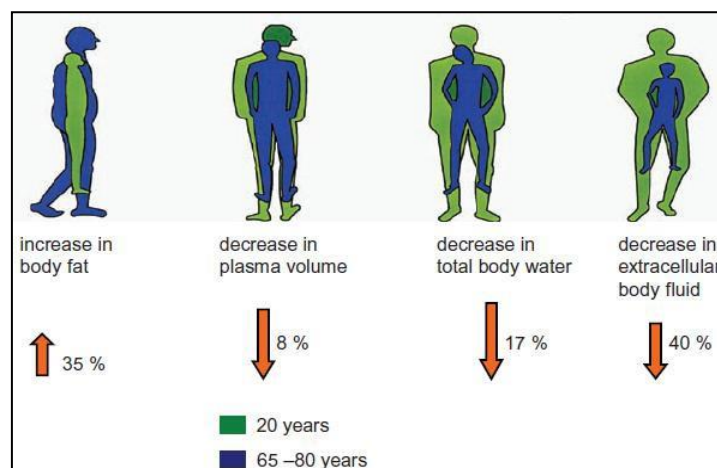 increase in
body fat
decrease in
plasma volume
decrease in
total body water
decrease in
extracellular
body fluid
35 %
8 %
17 %
40 %
20 years
65 –80 years